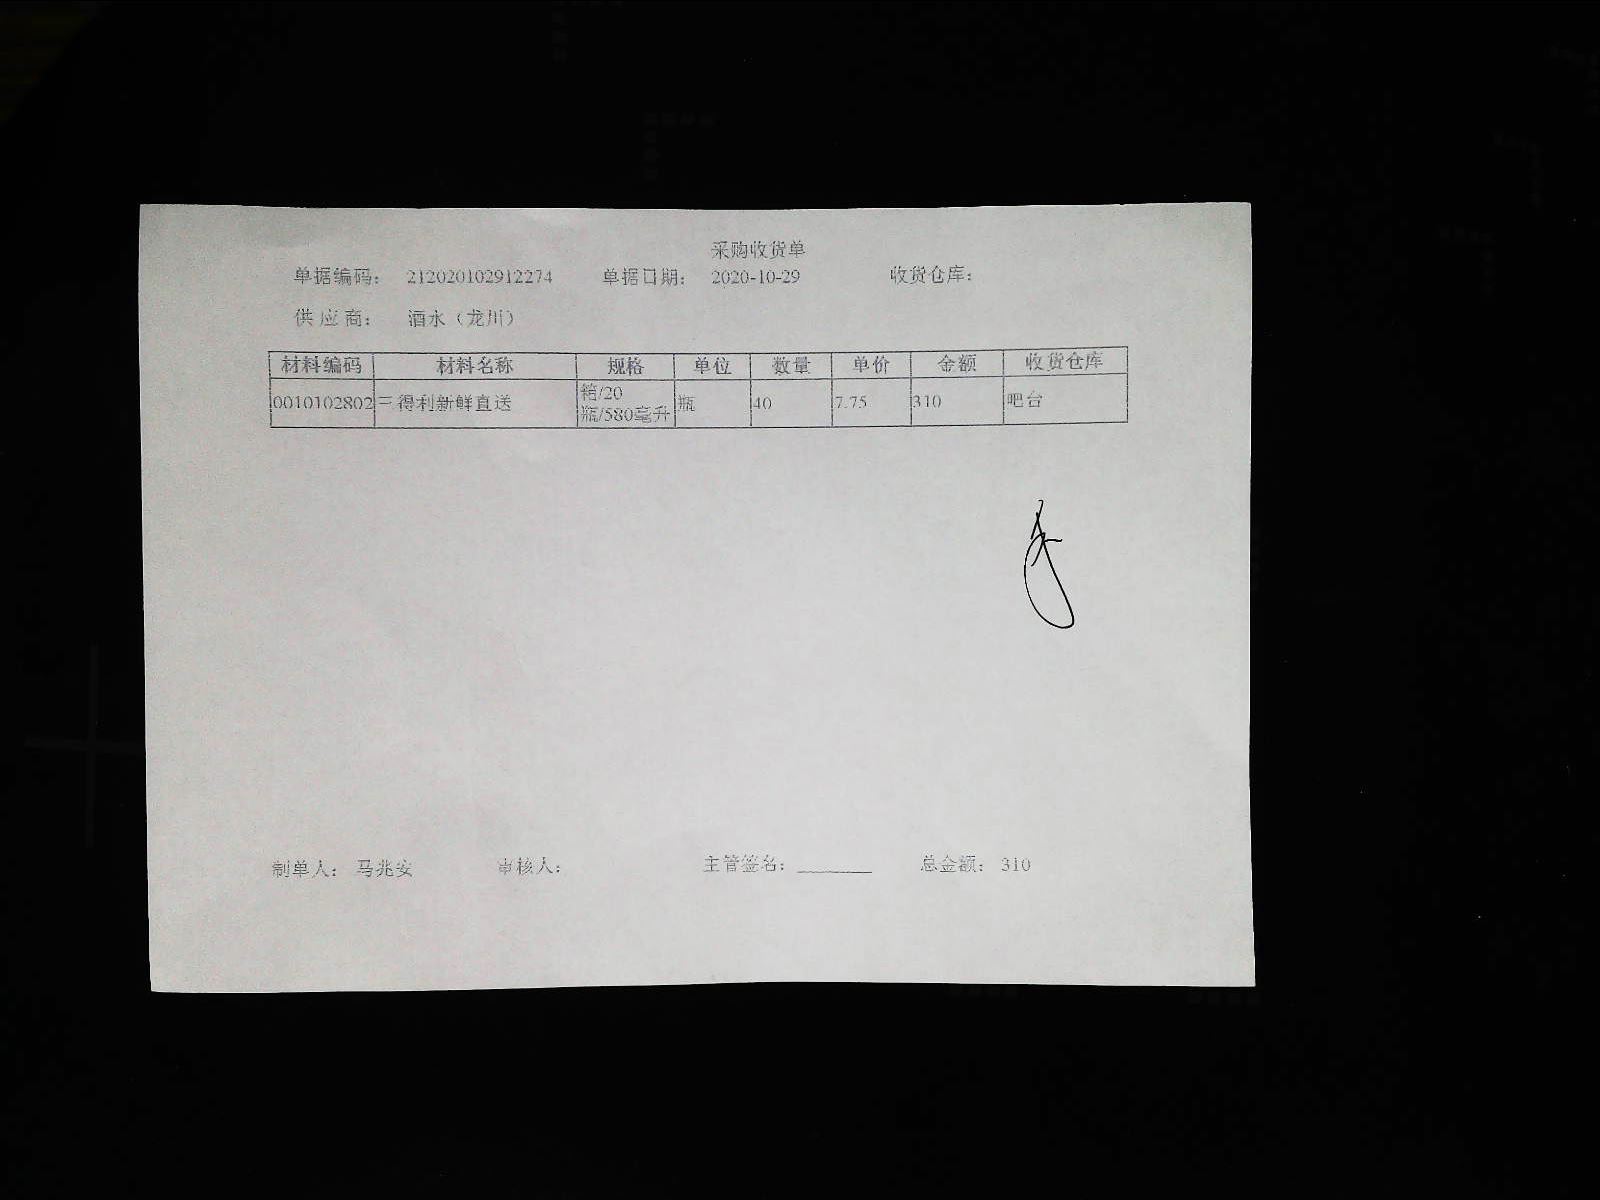 采购收货单
单据编码： 212020102912274 单据日期： 2020-10-29 收货仓库：
供应商： 酒水（龙川）
材料编码 材料名称 规格 单位 数量 单价 金额 收货仓库
0010102802 三得利新鲜直送 箱/20瓶/580毫升 瓶 40 7.75 310 吧台
制单人： 马兆安 审核人： 主管签名： 总金额： 310